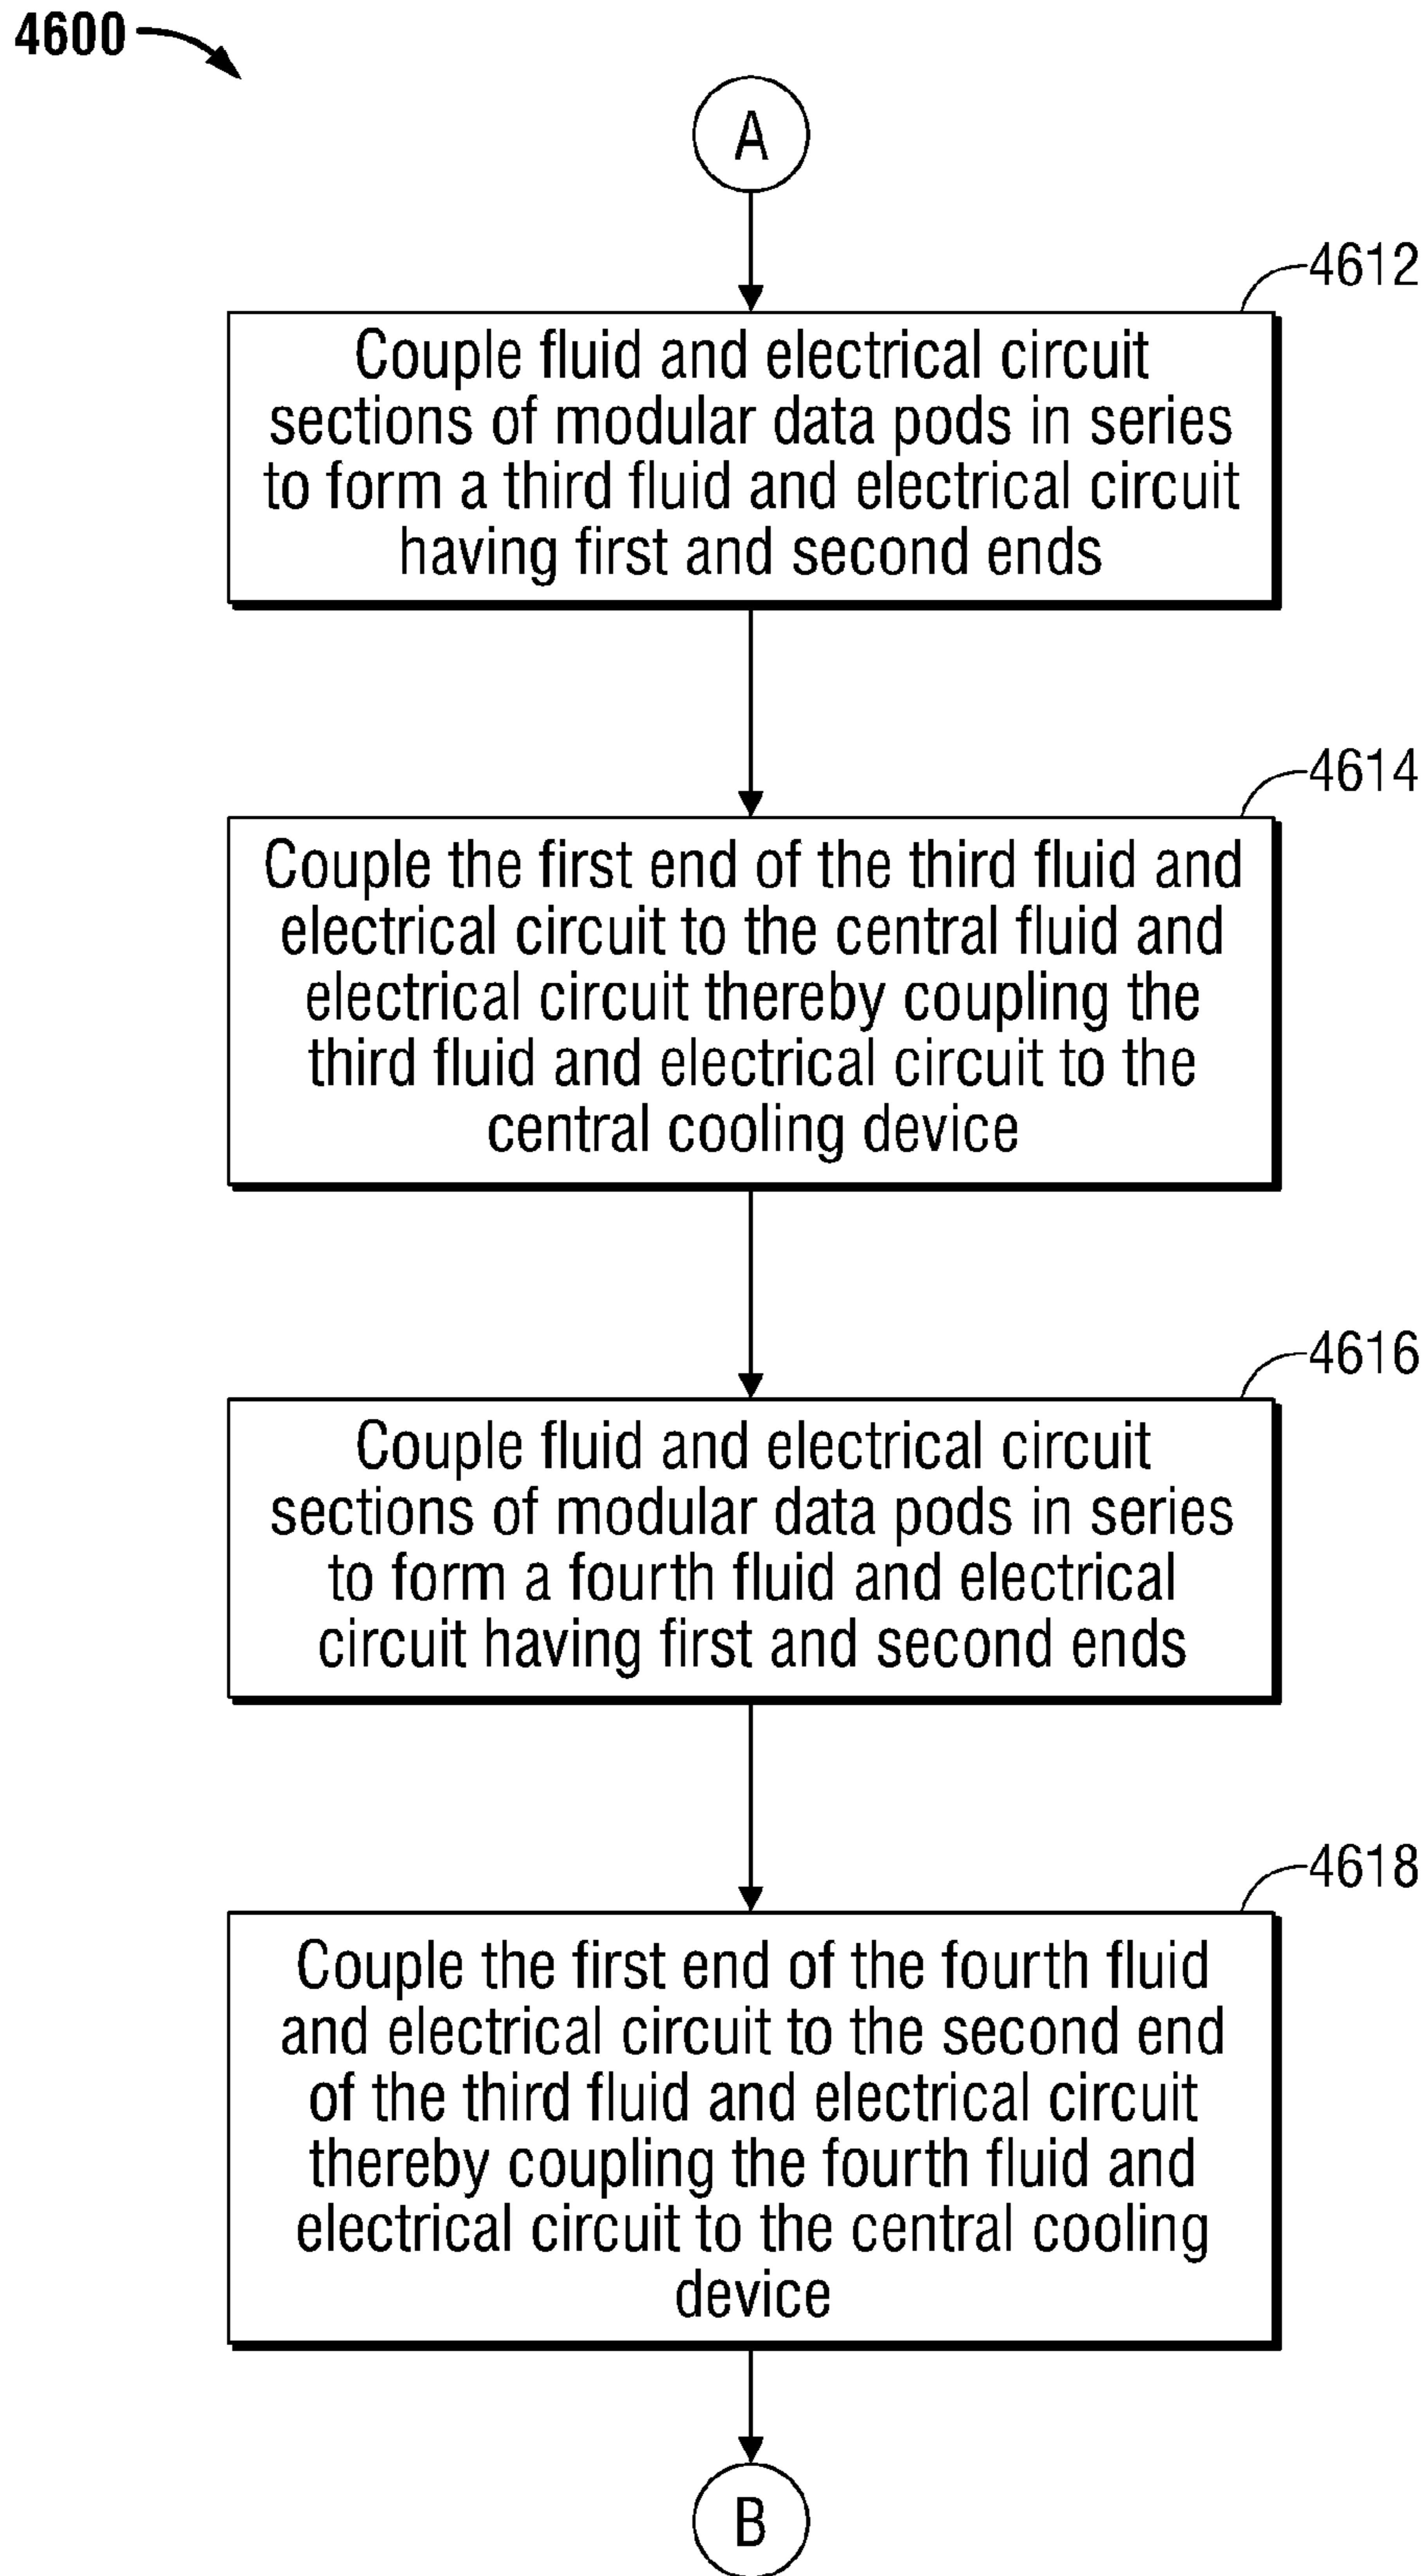 4600
A
4612
Couple fluid and electrical circuit
sections of modular data pods in series
to form a third fluid and electrical circuit
having first and second ends
4614
Couple the first end of the third fluid and
electrical circuit to the central fluid and
electrical circuit thereby coupling the
third fluid and electrical circuit to the
central cooling device
4616
Couple fluid and electrical circuit
sections of modular data pods in series
to form a fourth fluid and electrical
circuit having first and second ends
4618
Couple the first end of the fourth fluid
and electrical circuit to the second end
of the third fluid and electrical circuit
thereby coupling the fourth fluid and
electrical circuit to the central cooling
device
B